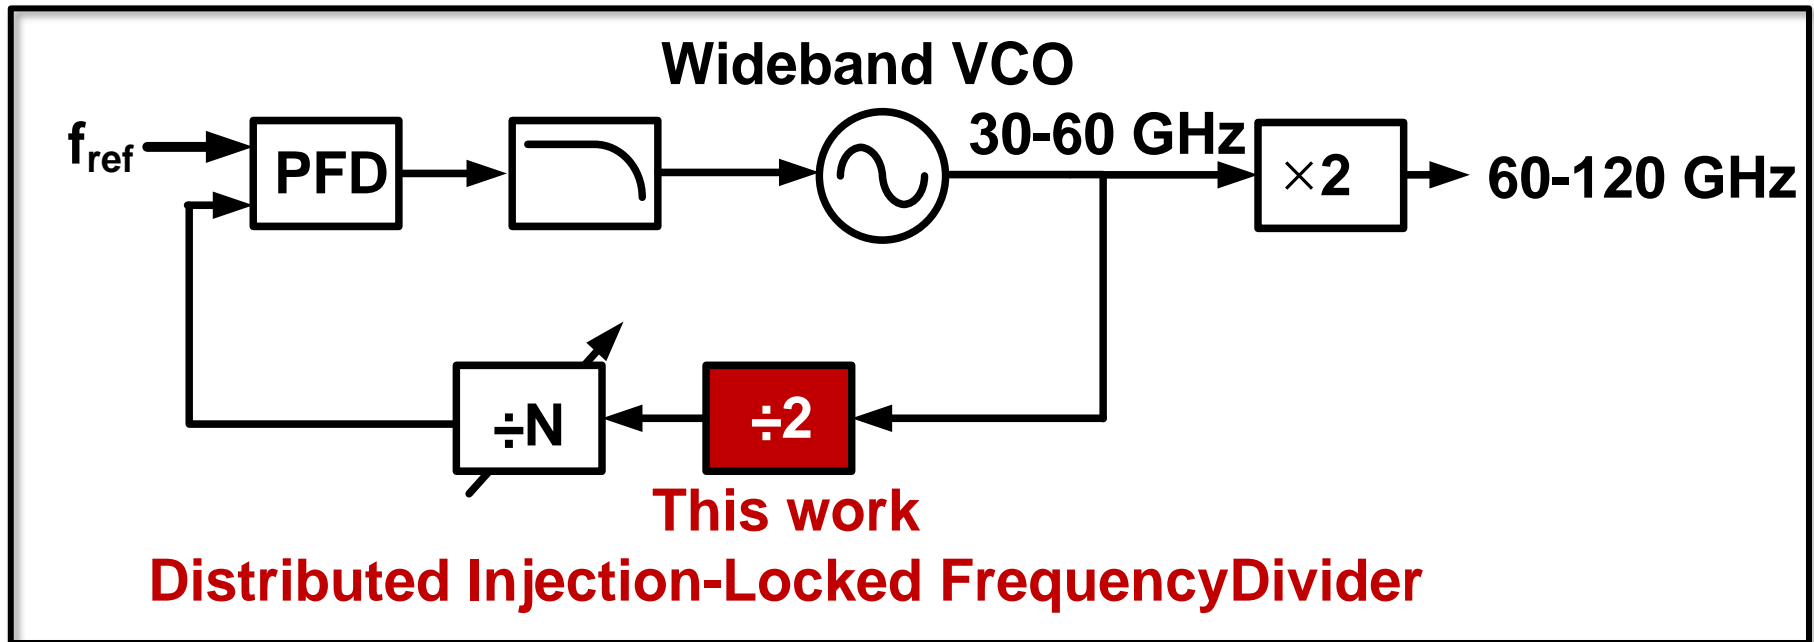 Wideband VCO
fref
PFD
30-60 GHz
×2
60-120 GHz
÷N
÷2
This work
Distributed Injection-Locked FrequencyDivider